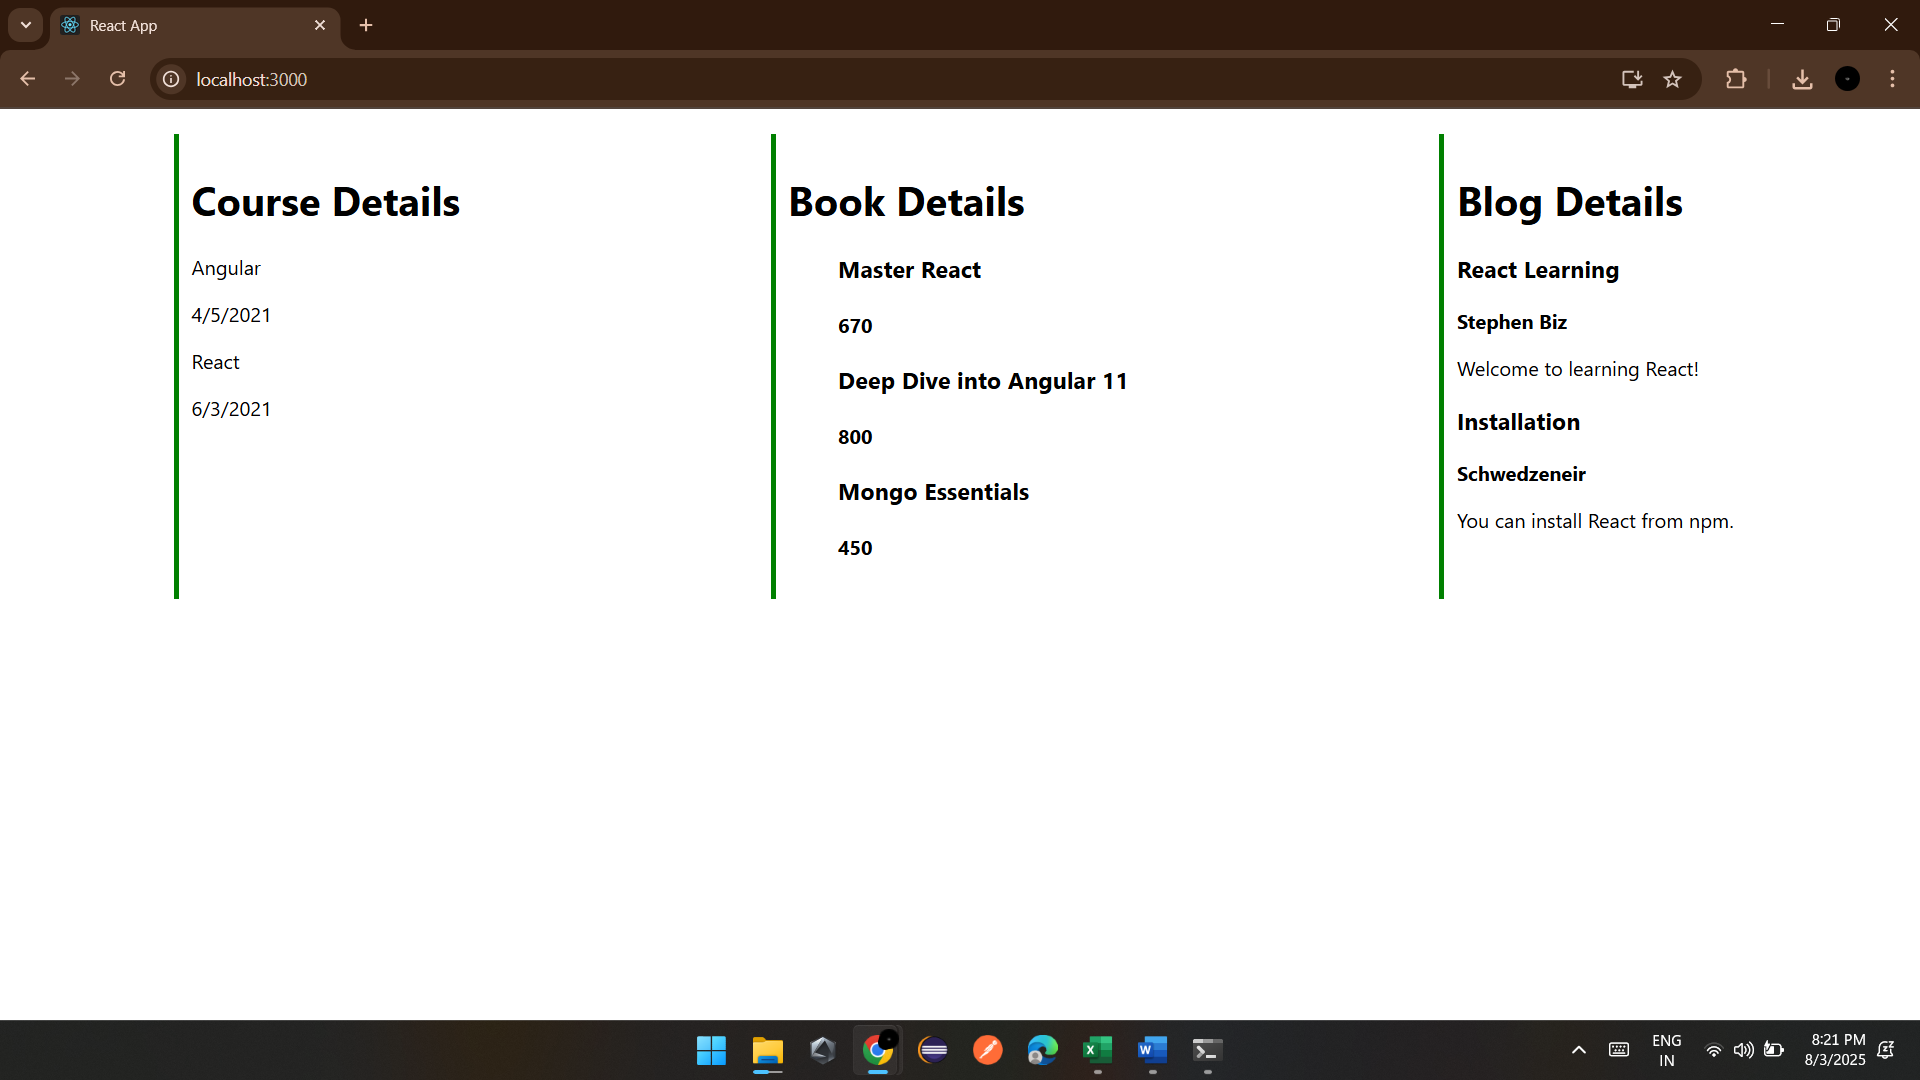 React App
localhost:3000
Course Details
Angular
4/5/2021
React
6/3/2021
Book Details
Master React
670
Deep Dive into Angular 11
800
Mongo Essentials
450
Blog Details
React Learning
Stephen Biz
Welcome to learning React!
Installation
Schwedzeneir
You can install React from npm.
ENG
IN
8:21 PM
8/3/2025